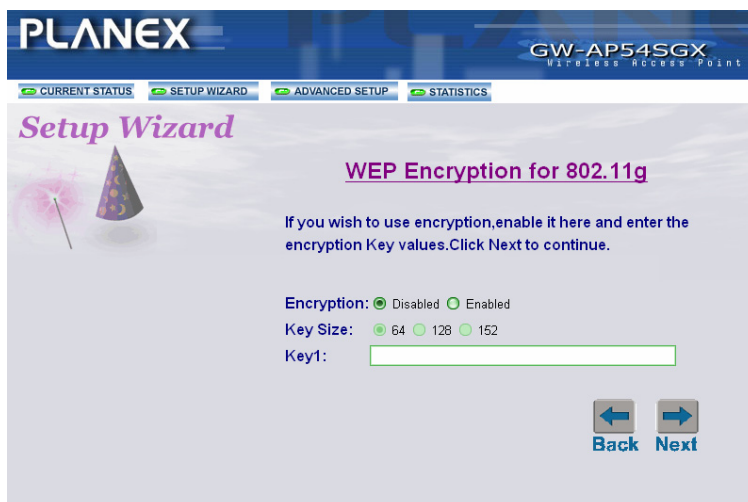 PLANEX
GW-AP54SGX
Wireless Access Point
CURRENT STATUS SETUP WIZARD ADVANCED SETUP STATISTICS
Setup Wizard
WEP Encryption for 802.11g
If you wish to use encryption,enable it here and enter the
encryption Key values.Click Next to continue.
Encryption: Disabled Enabled
Key Size: 64 128 152
Key1:
Back Next